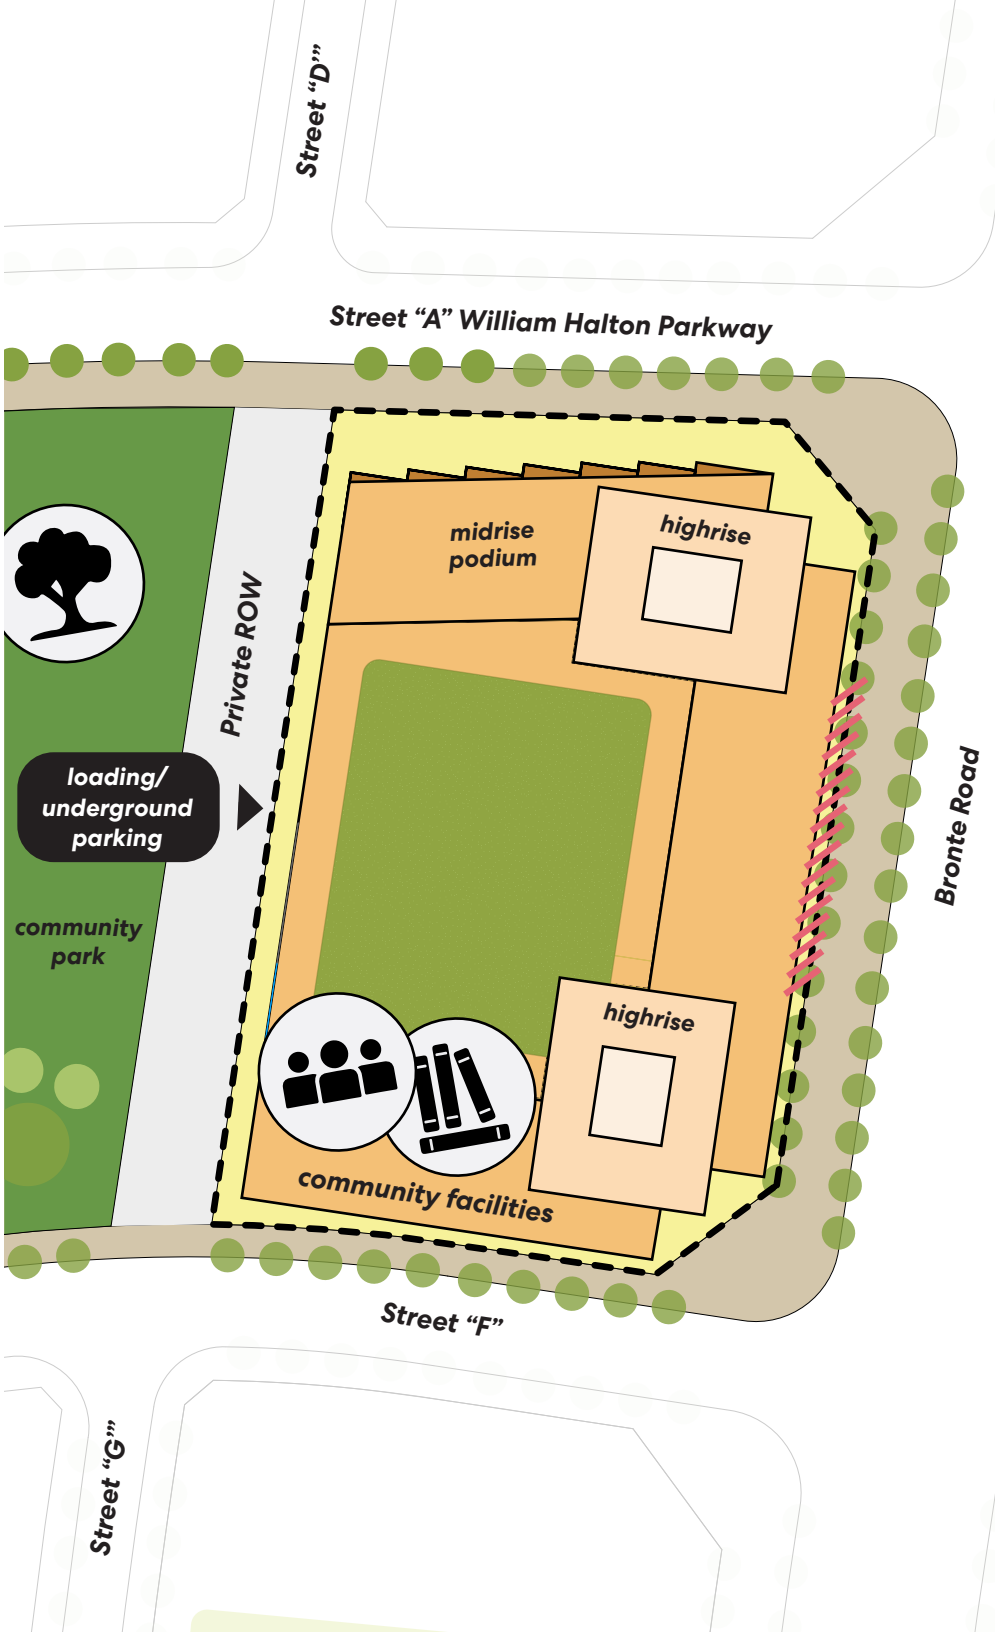 Street “D”’
Street “A” William Halton Parkway
midrise
podium
highrise
Private ROW
loading/
underground
parking
Bronte Road
community
park
highrise
community facilities
Street “F”
Street “G”’